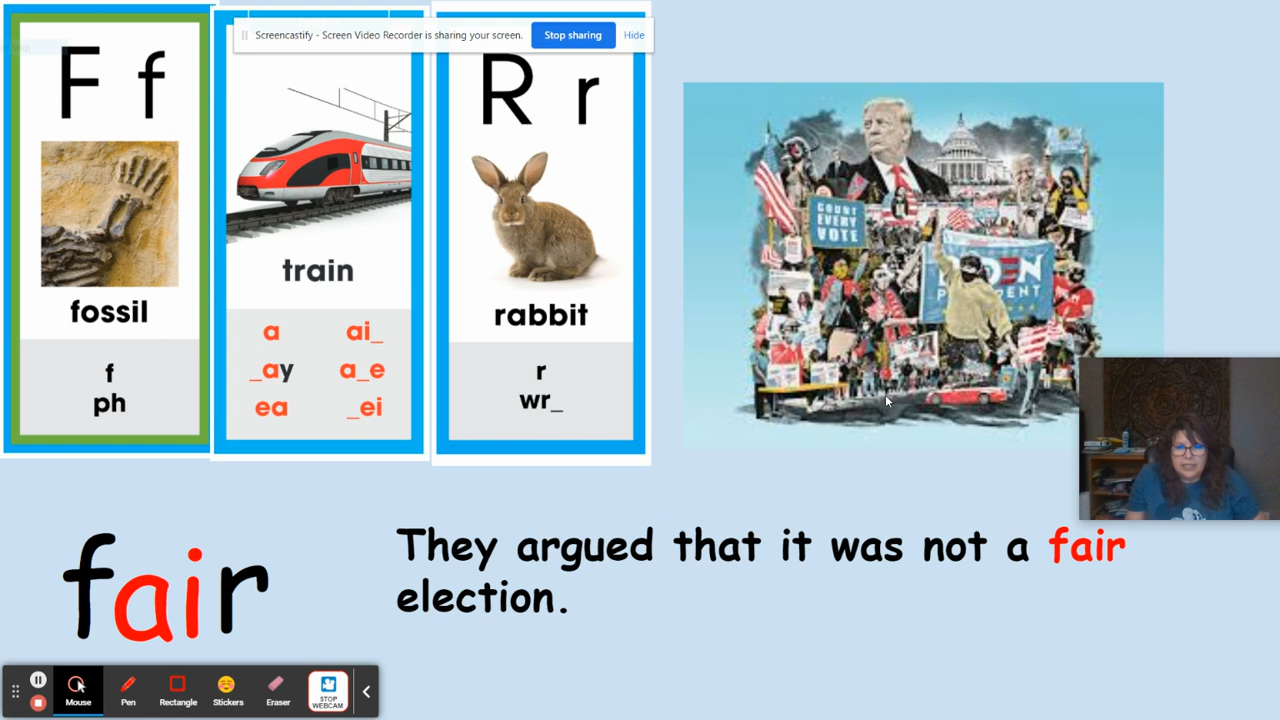 Screencastify - Screen Video Recorder is sharing your screen.
Stop sharing
Hide
F f
fossil
f
ph
train
a ai_
_ay a_e
ea _ei
R r
rabbit
r
wr_
COUNT
EVERY
VOTE
fair
They argued that it was not a fair
election.
Mouse
Pen
Rectangle
Stickers
Eraser
STOP
WEBCAM